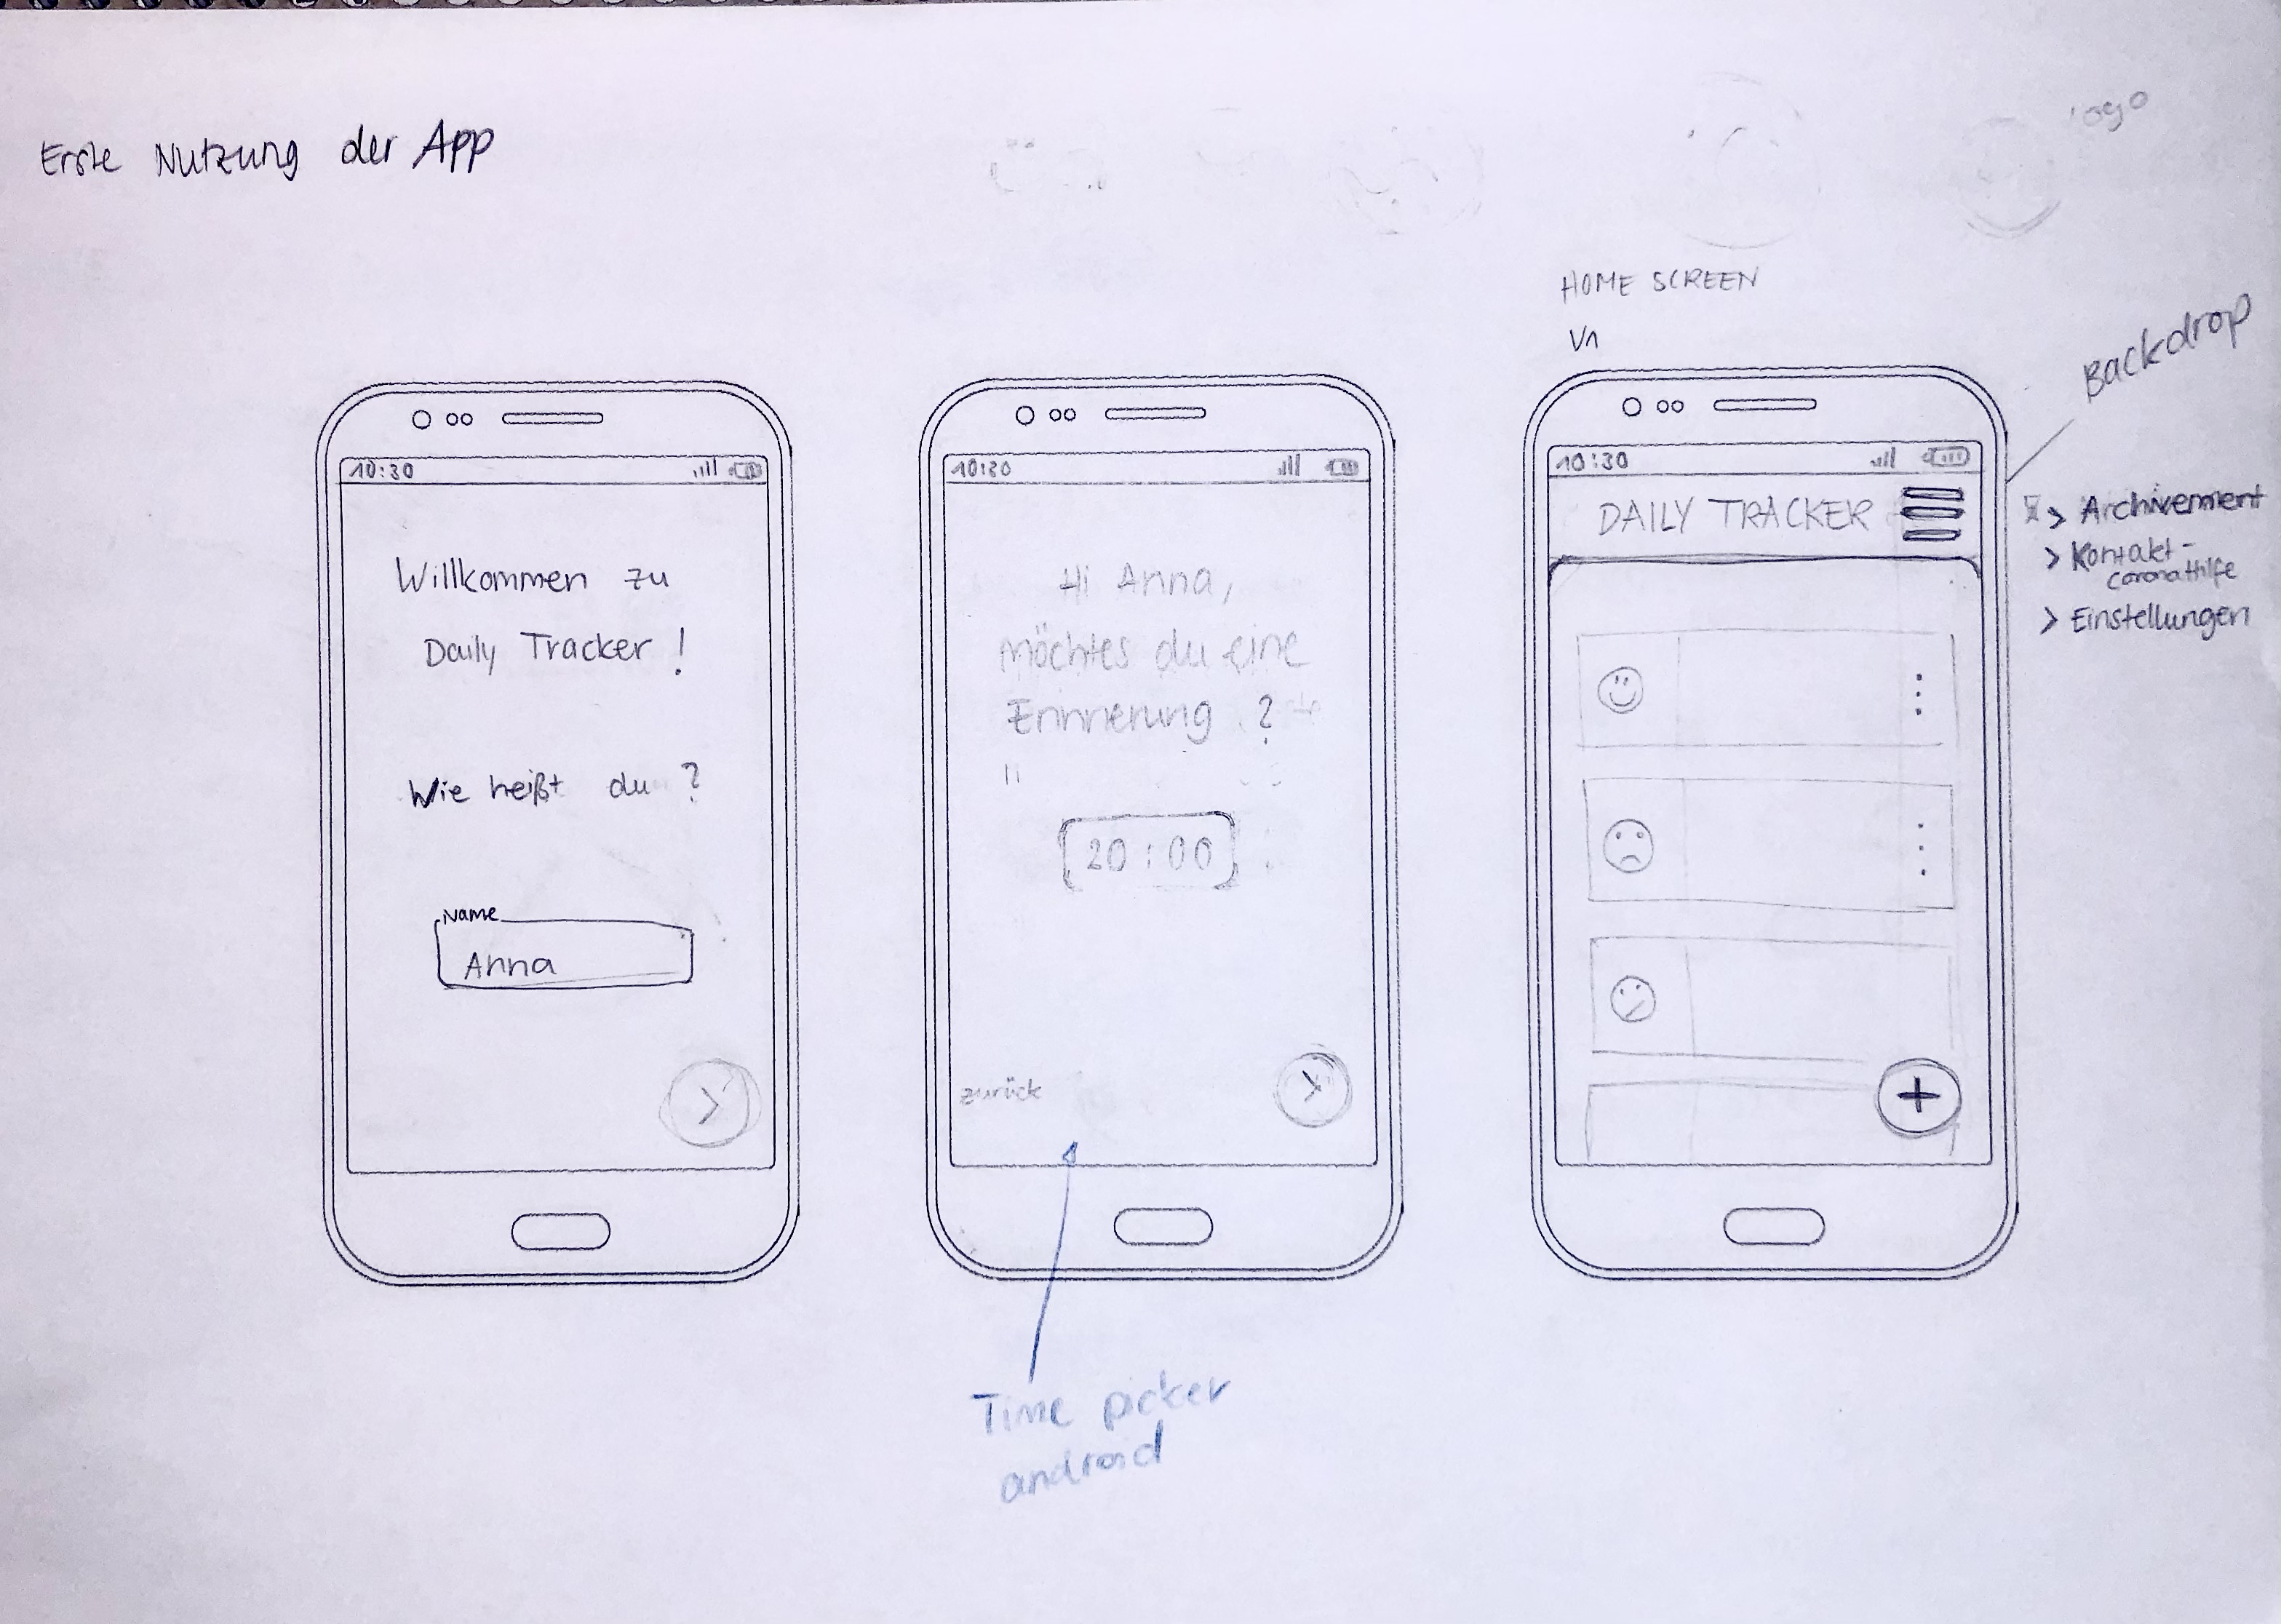 Erste Nutzung der App
HOME SCREEN
V1
Backdrop
10:30
Willkommen zu
Daily Tracker !
Wie heißt du ?
Name
Anna
>
10:30
Hi Anna,
Möchtes du eine
Erinnerung ?
20:00
zurück
>
Time picker
android
10:30
DAILY TRACKER
+
> Archivement
> Kontakt-
coronathilfe
> Einstellungen